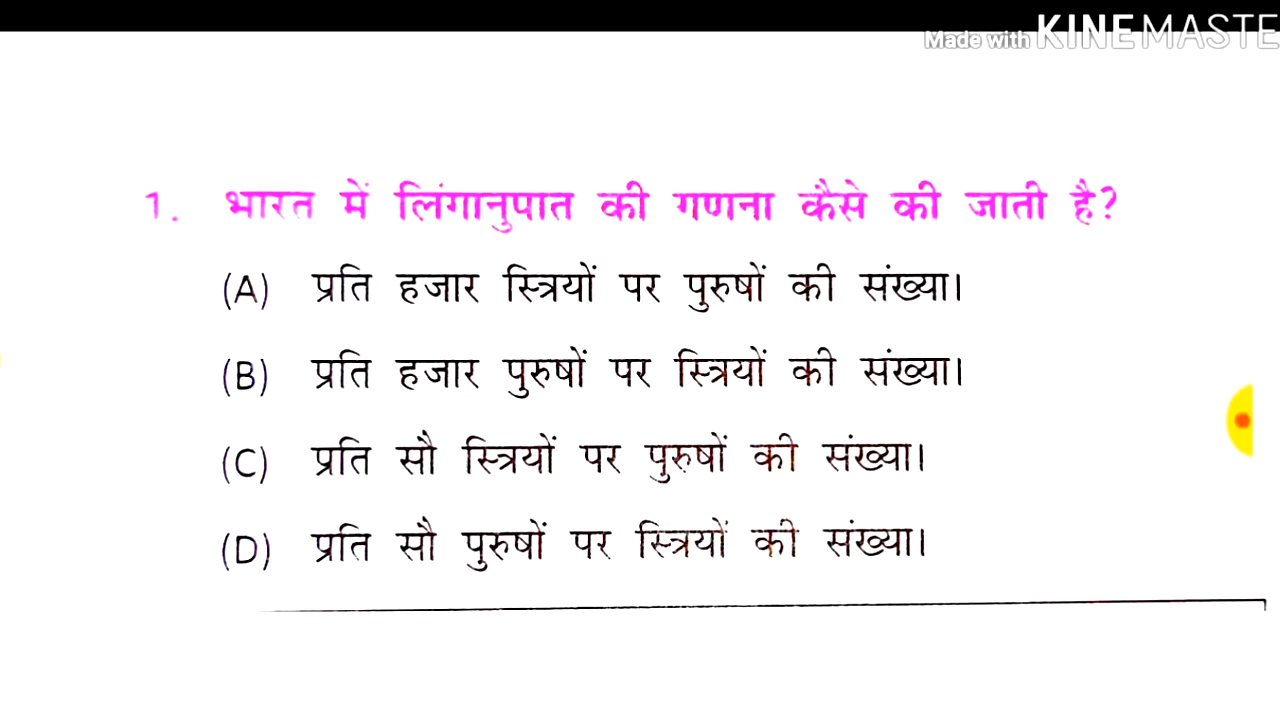 Made with KINEMASTE
1. भारत में लिंगानुपात की गणना कैसे की जाती है?
(A) प्रति हजार स्त्रियों पर पुरुषों की संख्या।
(B) प्रति हजार पुरुषों पर स्त्रियों की संख्या।
(C) प्रति सौ स्त्रियों पर पुरुषों की संख्या।
(D) प्रति सौ पुरुषों पर स्त्रियों की संख्या।